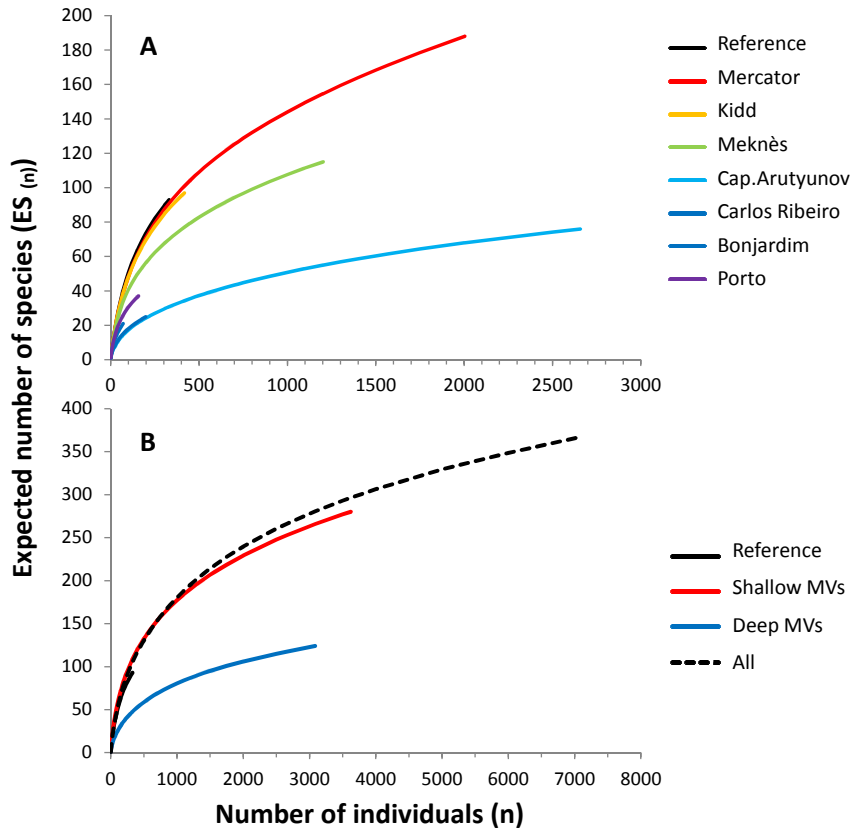 Expected number of species (ES (n))
A
200
180
160
140
120
100
80
60
40
20
0
0 500 1000 1500 2000 2500 3000
Reference
Mercator
Kidd
Meknès
Cap.Arutyunov
Carlos Ribeiro
Bonjardim
Porto
B
400
350
300
250
200
150
100
50
0
0 1000 2000 3000 4000 5000 6000 7000 8000
Reference
Shallow MVs
Deep MVs
All
Number of individuals (n)